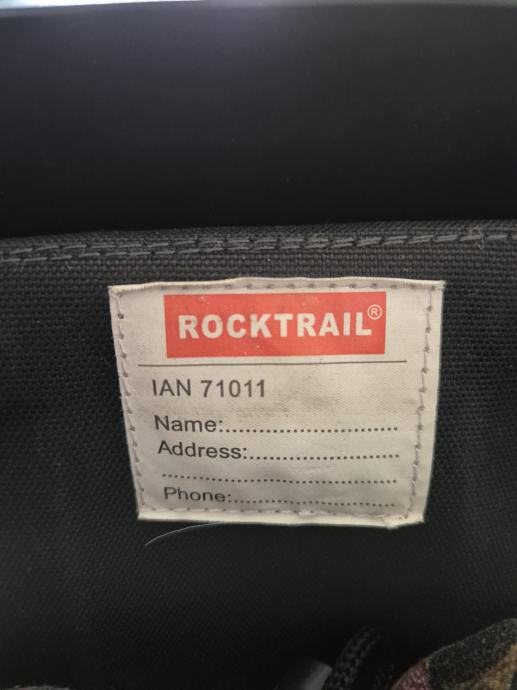 ROCKTRAIL®
IAN 71011
Name:............................
Address:.........................
.......................................
Phone:...........................